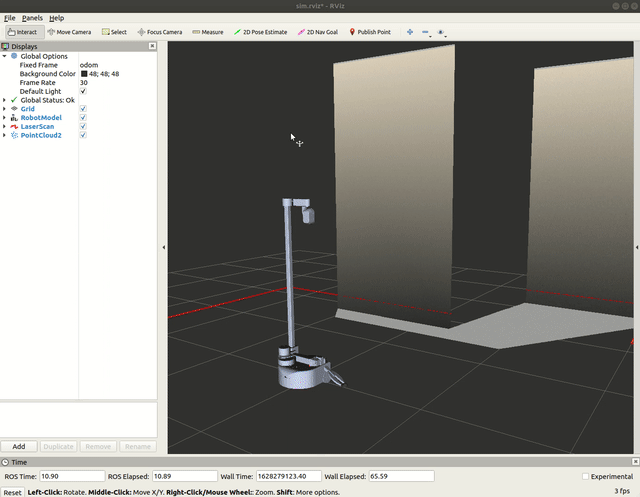 sim.rviz* - RViz
File Panels Help
Interact Move Camera Select Focus Camera Measure 2D Pose Estimate 2D Nav Goal Publish Point
Displays
Global Options
Fixed Frame odom
Background Color 48; 48; 48
Frame Rate 30
Default Light
Global Status: Ok
Grid
RobotModel
LaserScan
PointCloud2
Add Duplicate Remove Rename
Time
ROS Time: 10.90 ROS Elapsed: 10.89 Wall Time: 1628279123.40 Wall Elapsed: 65.59 Experimental
Reset Left-Click: Rotate. Middle-Click: Move X/Y. Right-Click/Mouse Wheel:: Zoom. Shift: More options. 3 fps